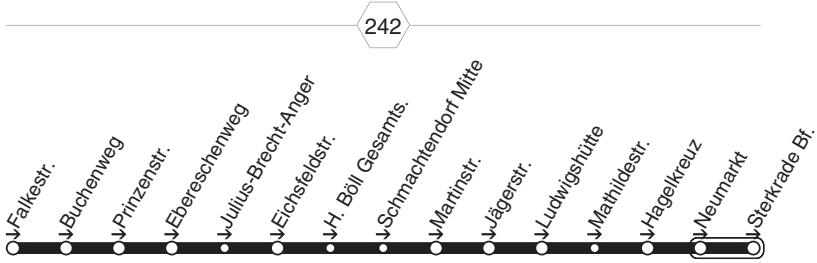 242
Falkestr.
Buchenweg
Prinzenstr.
Ebereschenweg
Julius-Brecht-Anger
Eichsfeldstr.
H. Böll Gesamts.
Schmachtendorf Mitte
Martinstr.
Jägerstr.
Ludwigshütte
Mathildestr.
Hagelkreuz
Neumarkt
Sterkrade Bf.